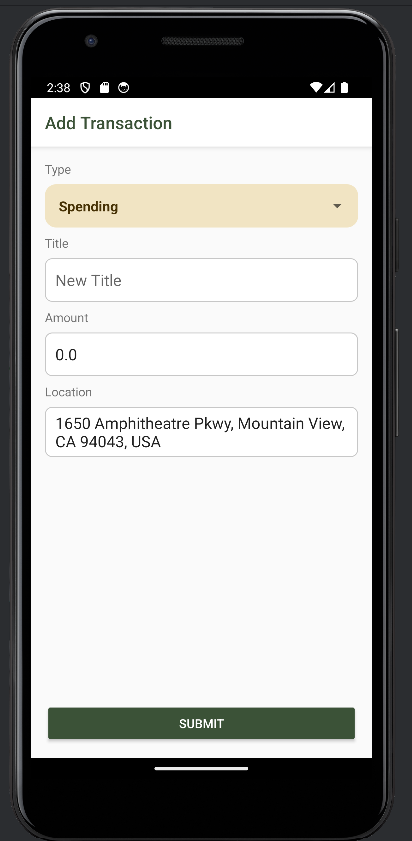 2:38
Add Transaction
Type
Spending
Title
New Title
Amount
0.0
Location
1650 Amphitheatre Pkwy, Mountain View,
CA 94043, USA
SUBMIT